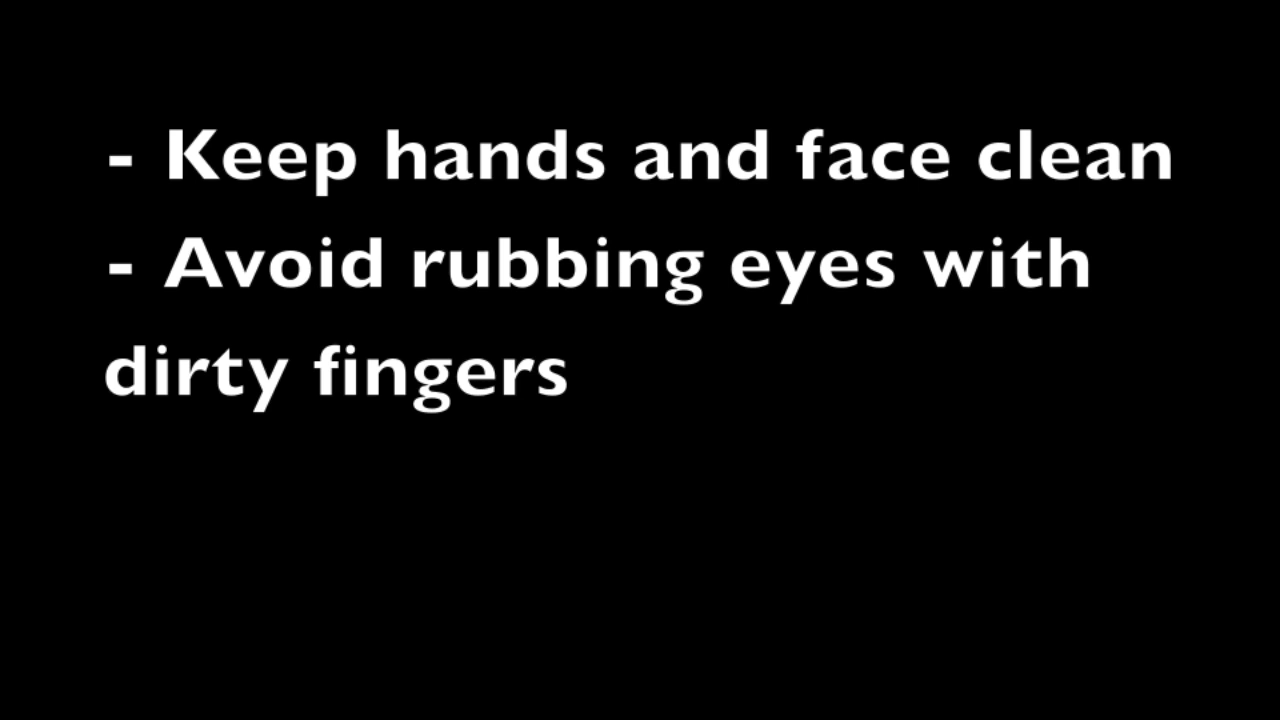 - Keep hands and face clean
- Avoid rubbing eyes with
dirty fingers